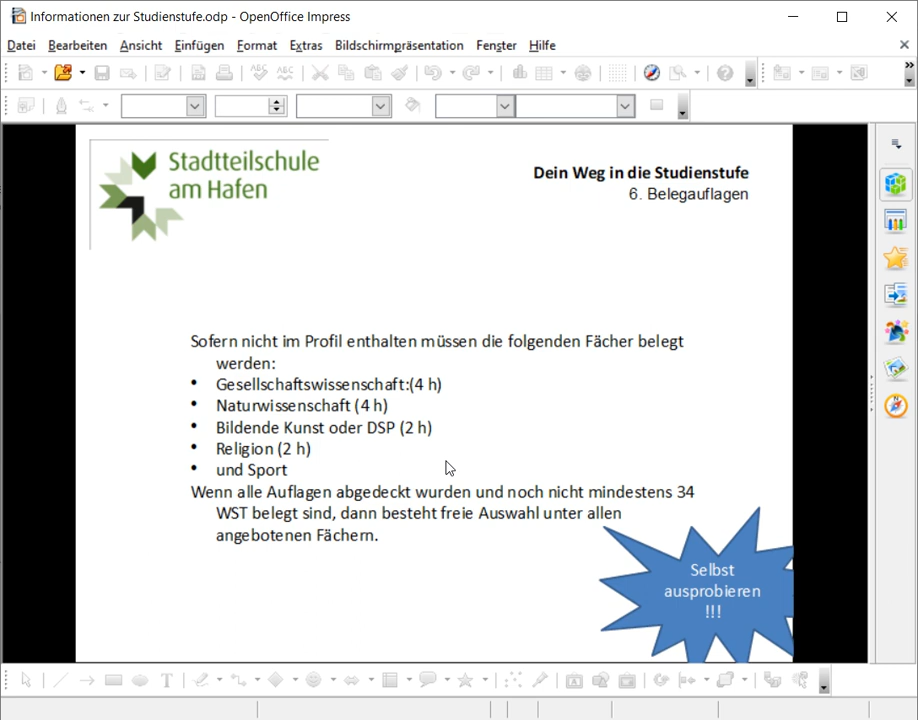 Informationen zur Studienstufe.odp - OpenOffice Impress
Datei Bearbeiten Ansicht Einfügen Format Extras Bildschirmpräsentation Fenster Hilfe
Stadtteilschule
am Hafen
Dein Weg in die Studienstufe
6. Belegauflagen
Sofern nicht im Profil enthalten müssen die folgenden Fächer belegt
werden:
• Gesellschaftswissenschaft:(4 h)
• Naturwissenschaft (4 h)
• Bildende Kunst oder DSP (2 h)
• Religion (2 h)
• und Sport
Wenn alle Auflagen abgedeckt wurden und noch nicht mindestens 34
WST belegt sind, dann besteht freie Auswahl unter allen
angebotenen Fächern.
Selbst
ausprobieren
!!!